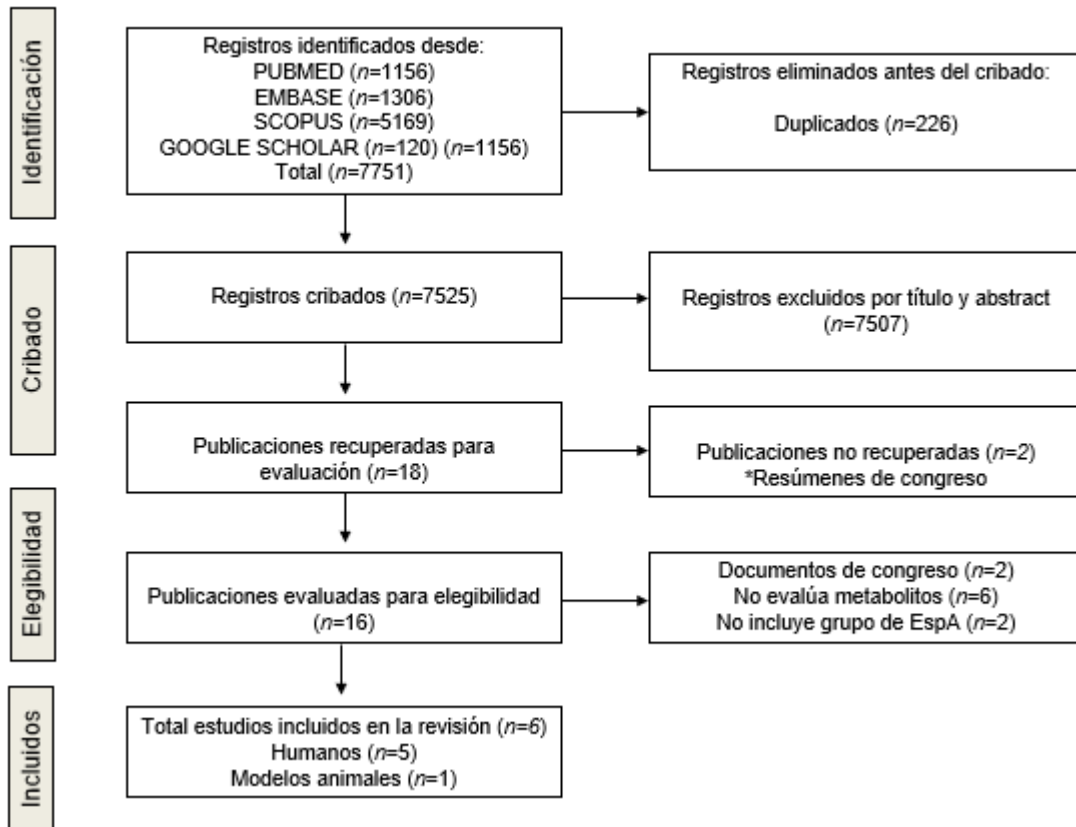 Identificación
Registros identificados desde:
PUBMED (n=1156)
EMBASE (n=1306)
SCOPUS (n=5169)
GOOGLE SCHOLAR (n=120) (n=1156)
Total (n=7751)
Registros eliminados antes del cribado:
Duplicados (n=226)
Cribado
Registros cribados (n=7525)
Registros excluidos por título y abstract
(n=7507)
Publicaciones recuperadas para
evaluación (n=18)
Publicaciones no recuperadas (n=2)
*Resúmenes de congreso
Elegibilidad
Publicaciones evaluadas para elegibilidad
(n=16)
Documentos de congreso (n=2)
No evalúa metabolitos (n=6)
No incluye grupo de EspA (n=2)
Incluidos
Total estudios incluidos en la revisión (n=6)
Humanos (n=5)
Modelos animales (n=1)